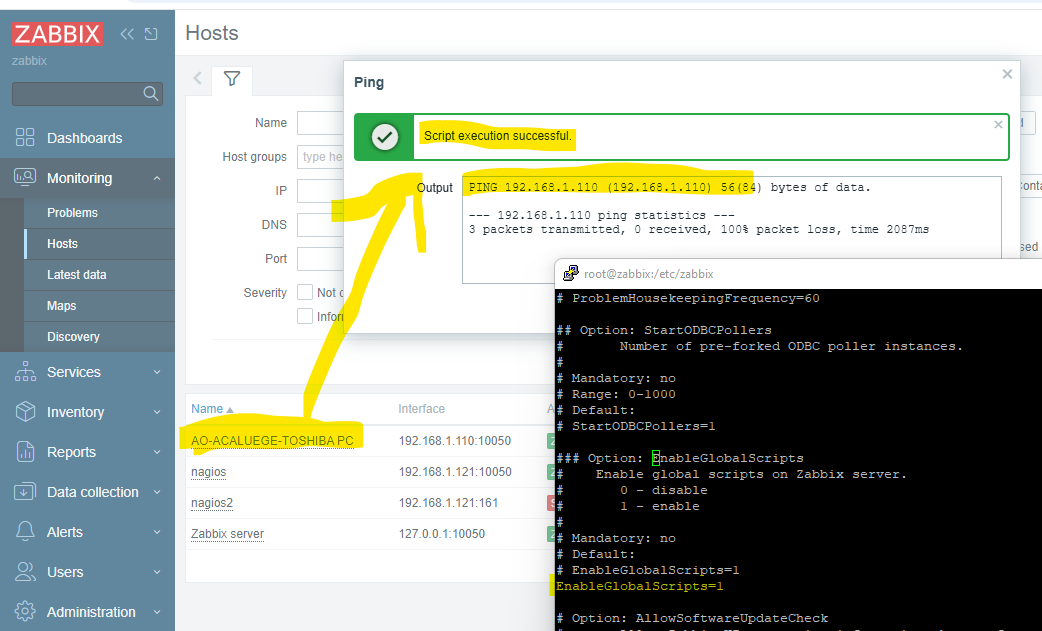 ZABBIX
zabbix
Dashboards
Monitoring
Problems
Hosts
Latest data
Maps
Discovery
Services
Inventory
Reports
Data collection
Alerts
Users
Administration
Hosts
Name
Host groups
type he
IP
DNS
Port
Severity
Not c
Inforr
Name
Interface
A
AO-ACALUEGE-TOSHIBA PC
192.168.1.110:10050
nagios
192.168.1.121:10050
nagios2
192.168.1.121:161
Zabbix server
127.0.0.1:10050
Ping
Script execution successful.
Output
PING 192.168.1.110 (192.168.1.110) 56(84) bytes of data.
--- 192.168.1.110 ping statistics ---
3 packets transmitted, 0 received, 100% packet loss, time 2087ms
root@zabbix:/etc/zabbix
# ProblemHousekeepingFrequency=60
## Option: StartODBCPollers
# Number of pre-forked ODBC poller instances.
#
# Mandatory: no
# Range: 0-1000
# Default:
# StartODBCPollers=1
### Option: EnableGlobalScripts
# Enable global scripts on Zabbix server.
# 0 - disable
# 1 - enable
#
# Mandatory: no
# Default:
# EnableGlobalScripts=1
EnableGlobalScripts=1
# Option: AllowSoftwareUpdateCheck